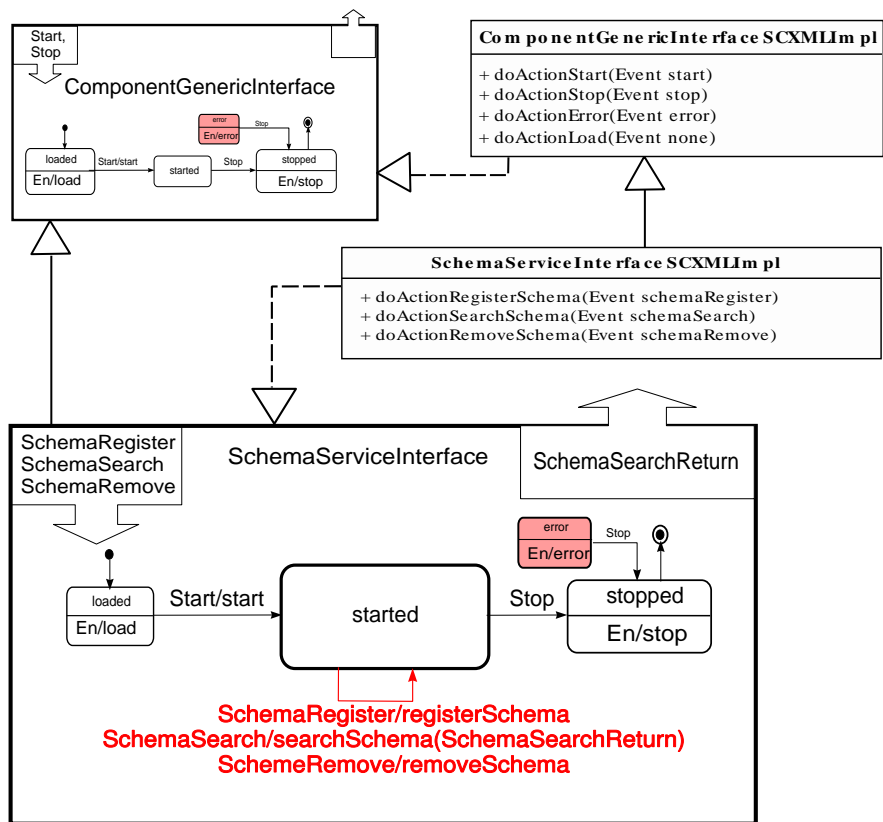 Start,
Stop
ComponentGenericInterface
error
En/error
Stop
loaded
En/load
Start/start
started
Stop
stopped
En/stop
ComponentGenericInterfaceSCXMLImpl
+ doActionStart(Event start)
+ doActionStop(Event stop)
+ doActionError(Event error)
+ doActionLoad(Event none)
SchemaServiceInterfaceSCXMLImpl
+ doActionRegisterSchema(Event schemaRegister)
+ doActionSearchSchema(Event schemaSearch)
+ doActionRemoveSchema(Event schemaRemove)
SchemaRegister
SchemaSearch
SchemaRemove
SchemaServiceInterface
SchemaSearchReturn
error
En/error
Stop
loaded
En/load
Start/start
started
Stop
stopped
En/stop
SchemaRegister/registerSchema
SchemaSearch/searchSchema(SchemaSearchReturn)
SchemeRemove/removeSchema